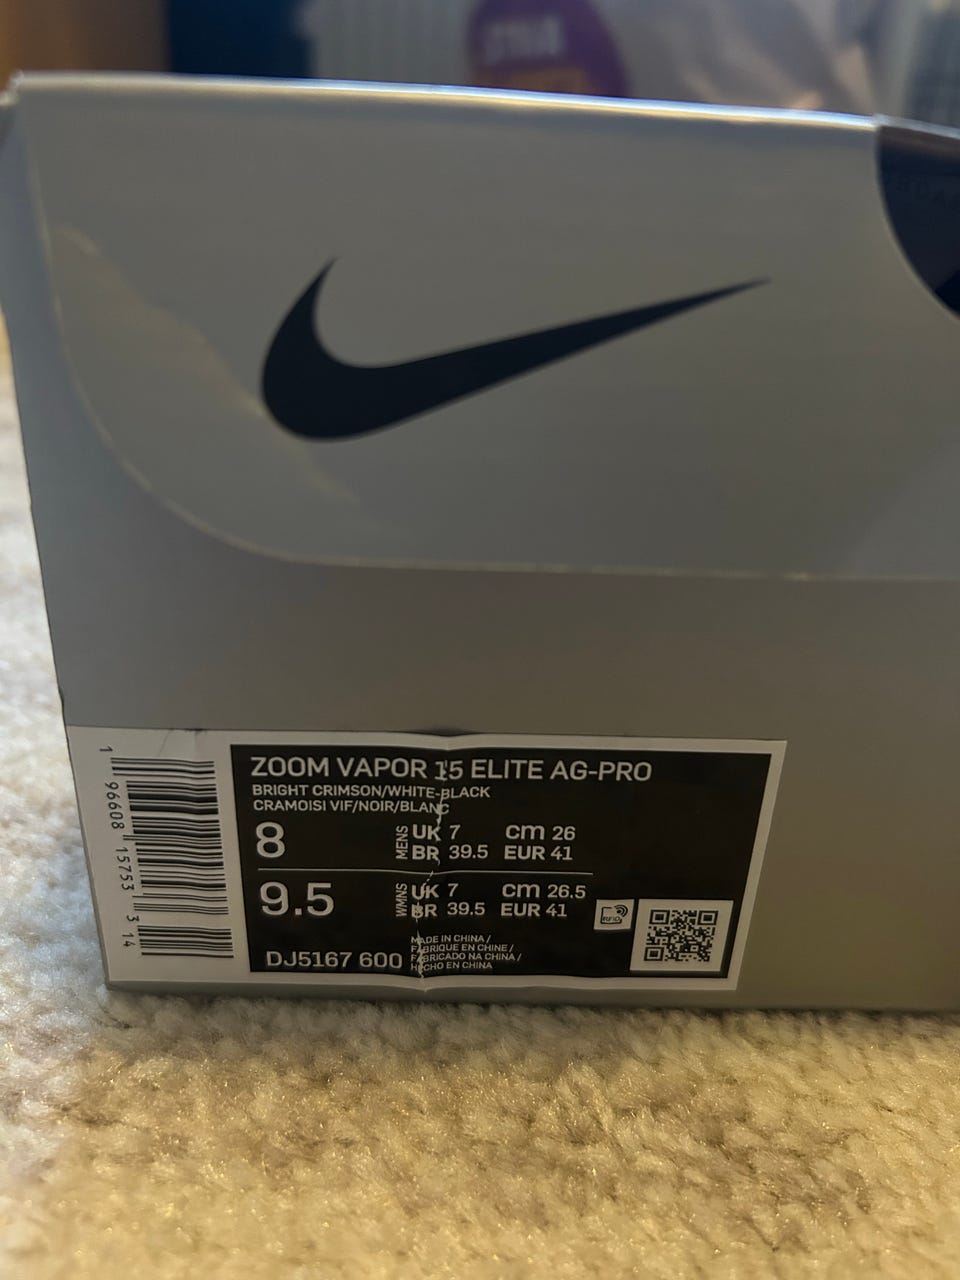 ZOOM VAPOR 15 ELITE AG-PRO
BRIGHT CRIMSON/WHITE-BLACK
CRAMOISI VIF/NOIR/BLANC
8 MENS UK 7 cm 26
BR 39.5 EUR 41
9.5 WMNS UK 7 cm 26.5
BR 39.5 EUR 41
RFID
DJ5167 600
MADE IN CHINA /
FABRIQUE EN CHINE /
FABRICADO NA CHINA /
HECHO EN CHINA
1 96608 15753 3 14